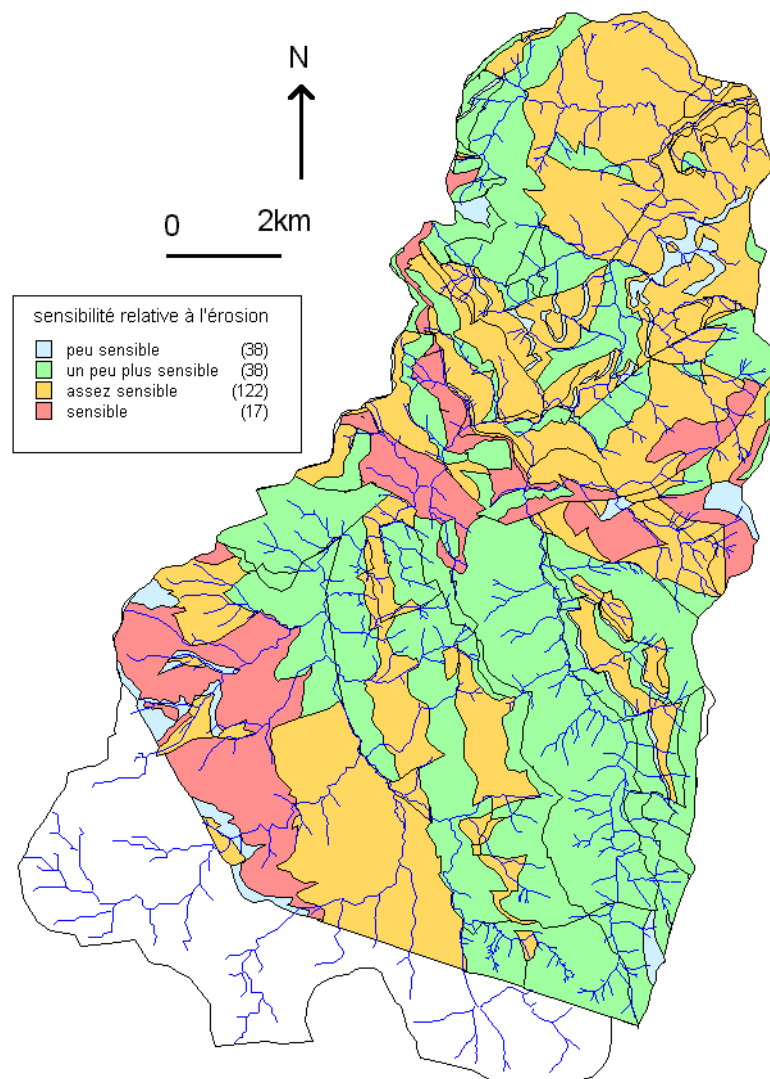 N
0 2km
sensibilité relative à l'érosion
peu sensible (38)
un peu plus sensible (38)
assez sensible (122)
sensible (17)